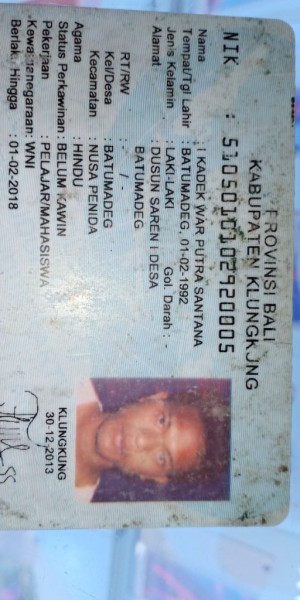 PROVINSI BALI
KABUPATEN KLUNGKUNG
NIK : 5105010102920005
Nama : I KADEK WAR PUTRA SANTANA
Tempat/Tgl Lahir : BATUMADEG, 01-02-1992
Jenis Kelamin : LAKI-LAKI Gol. Darah : -
Alamat : DUSUN SAREN I DESA
BATUMADEG
RT/RW : - / -
Kel/Desa : BATUMADEG
Kecamatan : NUSA PENIDA
Agama : HINDU
Status Perkawinan : BELUM KAWIN
Pekerjaan : PELAJAR/MAHASISWA
Kewarganegaraan: WNI
Berlaku Hingga : 01-02-2018
KLUNGKUNG
30-12-2013